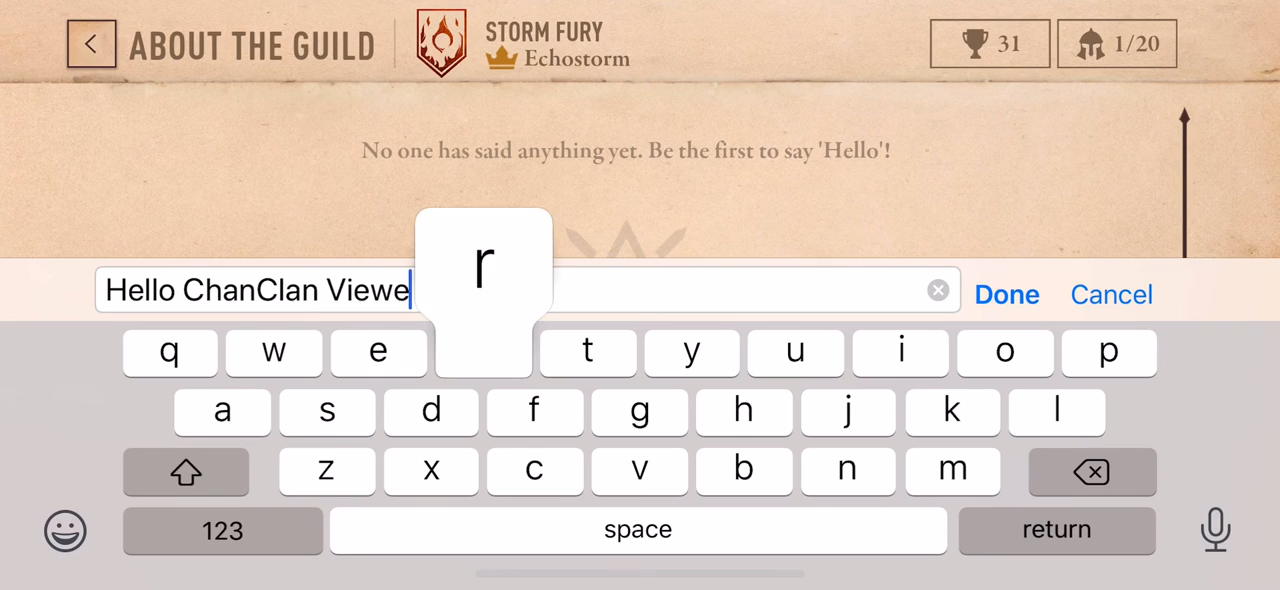 ABOUT THE GUILD
STORM FURY
Echostorm
31
1/20
No one has said anything yet. Be the first to say 'Hello'!
Hello ChanClan Viewe
Done
Cancel
r
q w e t y u i o p
a s d f g h j k l
z x c v b n m
123
space
return